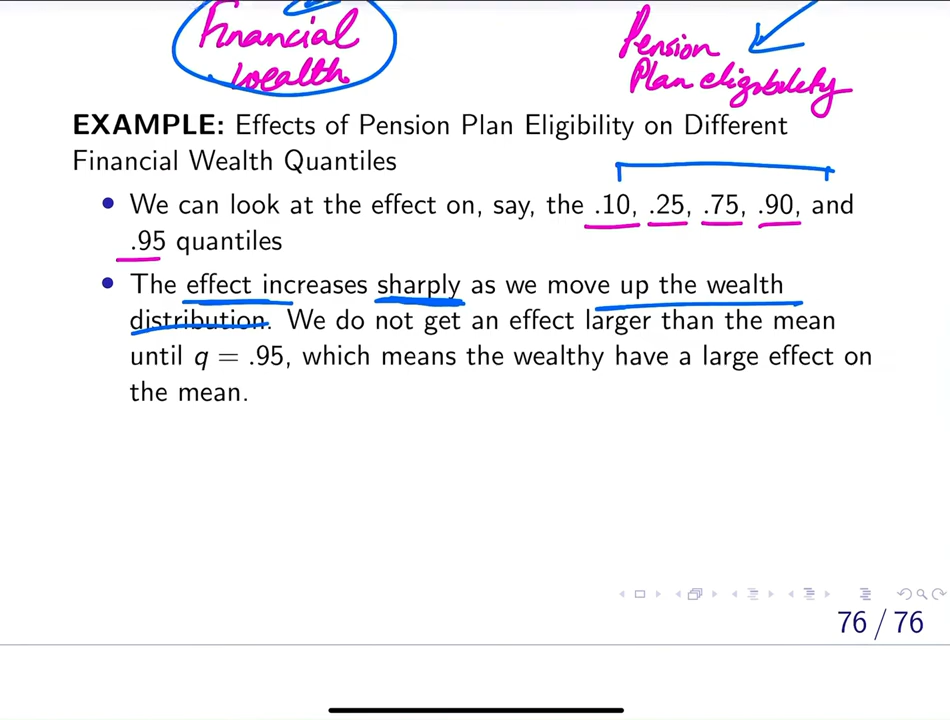 Financial
wealth
Pension
Plan eligibility
EXAMPLE: Effects of Pension Plan Eligibility on Different
Financial Wealth Quantiles
• We can look at the effect on, say, the .10, .25, .75, .90, and
.95 quantiles
• The effect increases sharply as we move up the wealth
distribution. We do not get an effect larger than the mean
until q = .95, which means the wealthy have a large effect on
the mean.
76 / 76